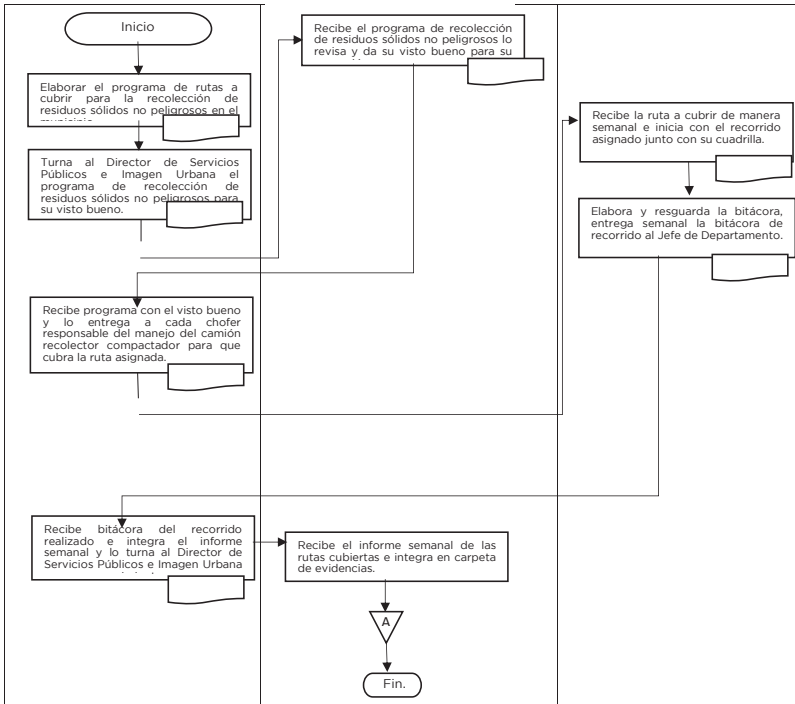 Inicio
Elaborar el programa de rutas a
cubrir para la recolección de
residuos sólidos no peligrosos en el
Turna al Director de Servicios
Públicos e Imagen Urbana el
programa de recolección de
residuos sólidos no peligrosos para
su visto bueno.
Recibe el programa de recolección
de residuos sólidos no peligrosos lo
revisa y da su visto bueno para su
Recibe programa con el visto bueno
y lo entrega a cada chofer
responsable del manejo del camión
recolector compactador para que
cubra la ruta asignada.
Recibe la ruta a cubrir de manera
semanal e inicia con el recorrido
asignado junto con su cuadrilla.
Elabora y resguarda la bitácora,
entrega semanal la bitácora de
recorrido al Jefe de Departamento.
Recibe bitácora del recorrido
realizado e integra el informe
semanal y lo turna al Director de
Servicios Públicos e Imagen Urbana
Recibe el informe semanal de las
rutas cubiertas e integra en carpeta
de evidencias.
A
Fin.